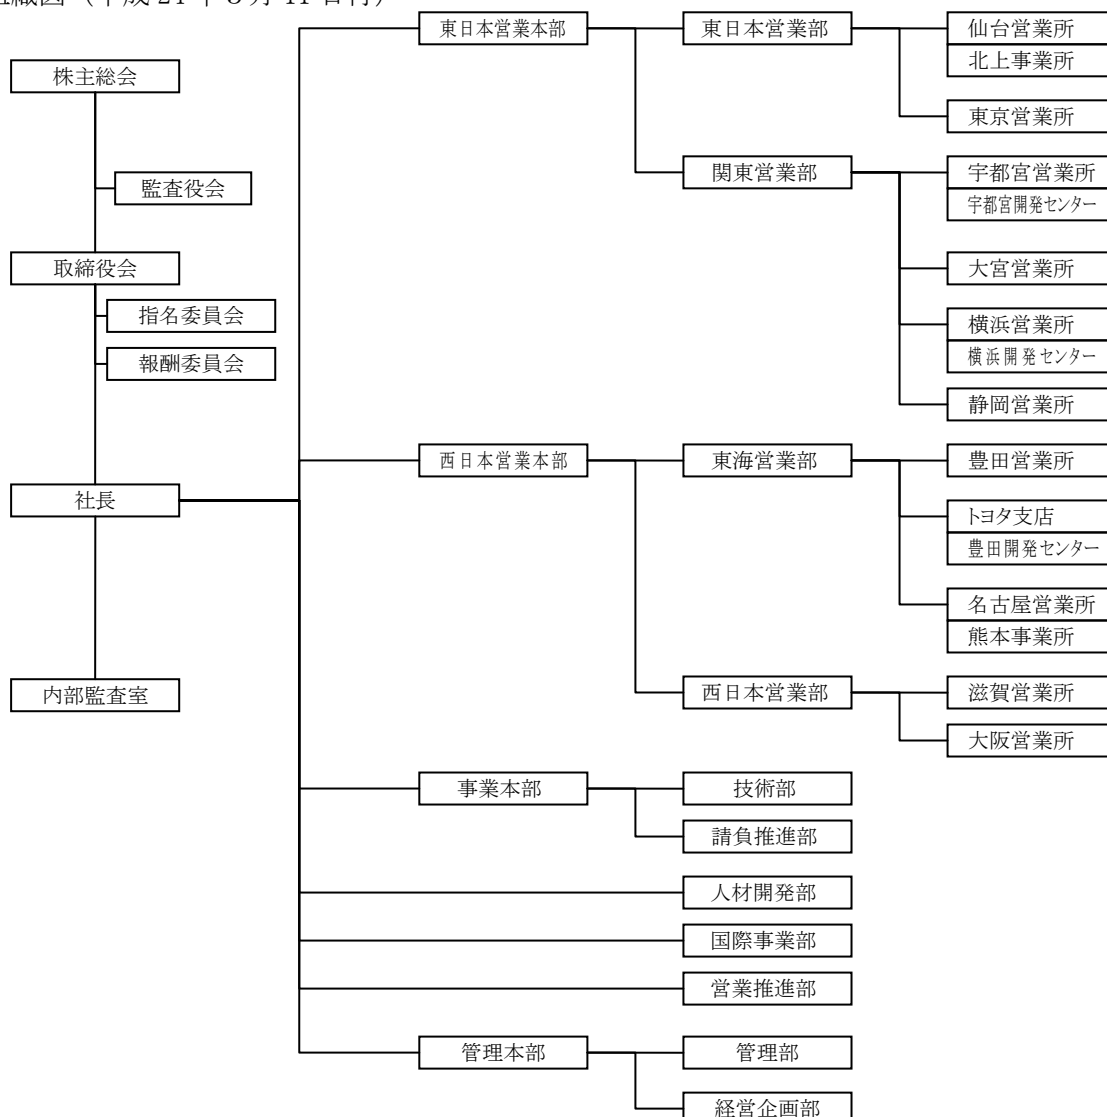 東日本営業本部
東日本営業部
仙台営業所
北上事業所
東京営業所
関東営業部
宇都宮営業所
宇都宮開発センター
大宮営業所
横浜営業所
横浜開発センター
静岡営業所
株主総会
監査役会
取締役会
指名委員会
報酬委員会
社長
内部監査室
西日本営業本部
東海営業部
豊田営業所
トヨタ支店
豊田開発センター
名古屋営業所
熊本事業所
西日本営業部
滋賀営業所
大阪営業所
事業本部
技術部
請負推進部
人材開発部
国際事業部
営業推進部
管理本部
管理部
経営企画部